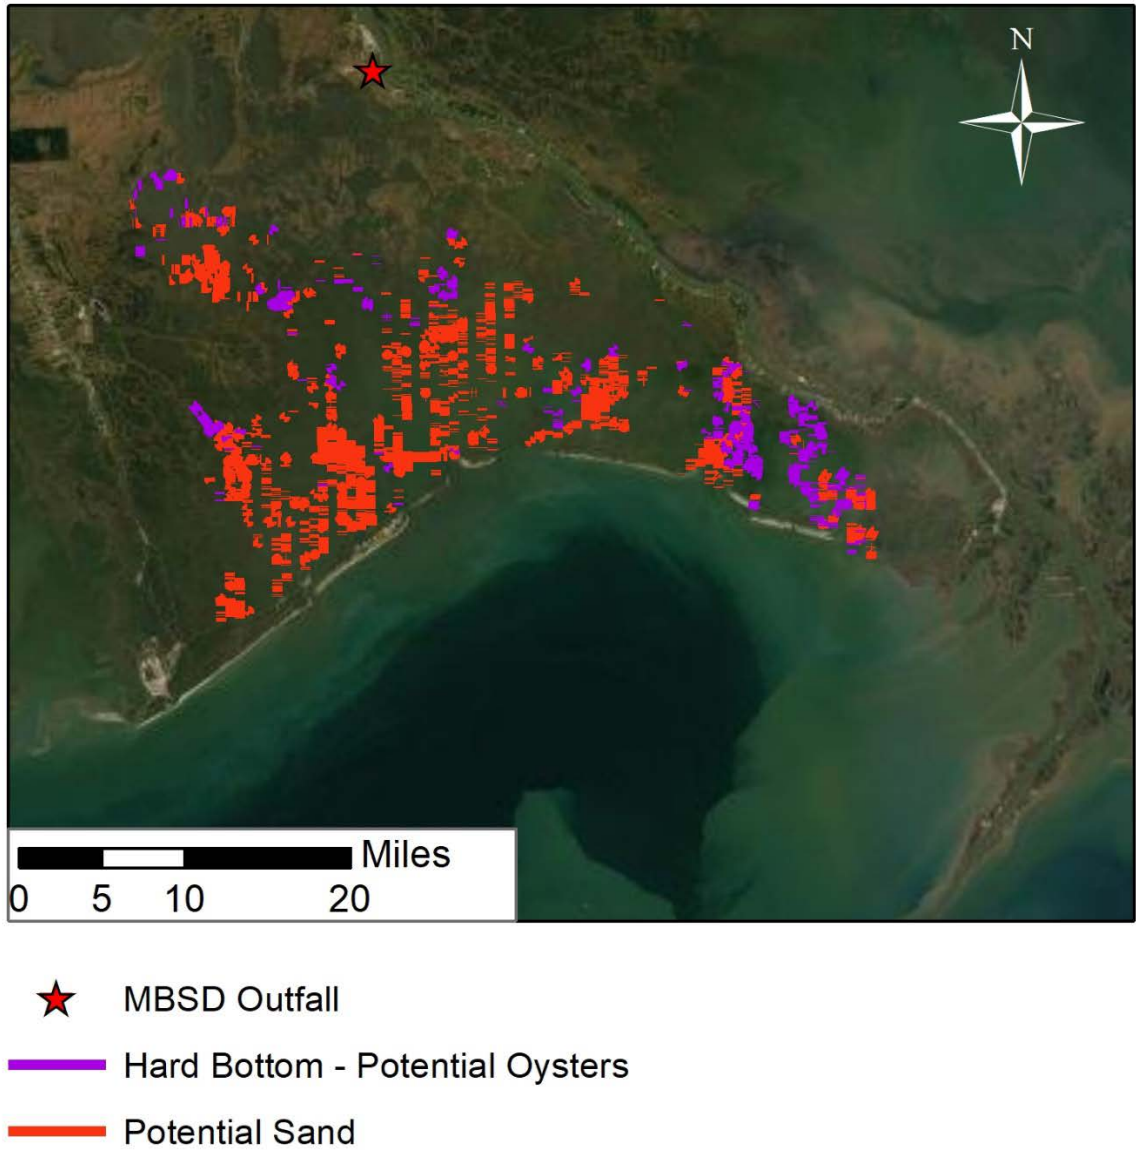 N
Miles
0 5 10 20
MBSD Outfall
Hard Bottom - Potential Oysters
Potential Sand